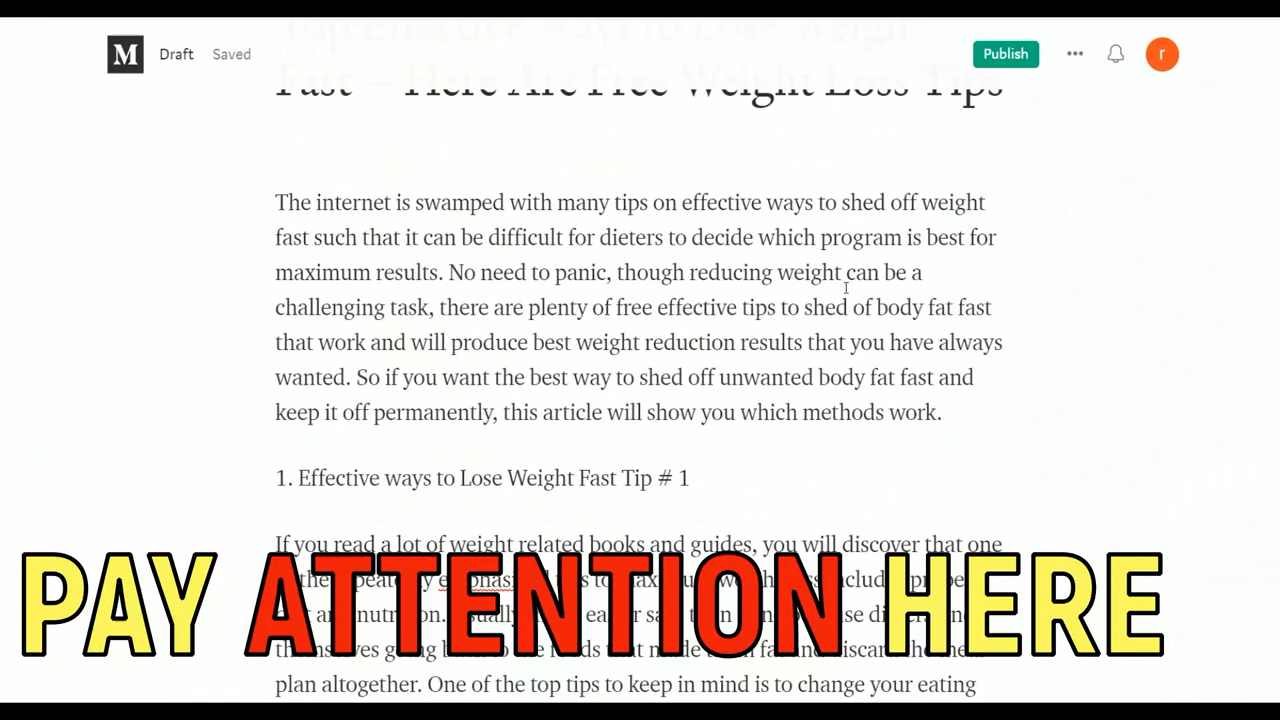 Top Effective Ways to Lose Weight
Fast — Here Are Free Weight Loss Tips
M Draft Saved Publish ... r
The internet is swamped with many tips on effective ways to shed off weight
fast such that it can be difficult for dieters to decide which program is best for
maximum results. No need to panic, though reducing weight can be a
challenging task, there are plenty of free effective tips to shed of body fat fast
that work and will produce best weight reduction results that you have always
wanted. So if you want the best way to shed off unwanted body fat fast and
keep it off permanently, this article will show you which methods work.
1. Effective ways to Lose Weight Fast Tip # 1
If you read a lot of weight related books and guides, you will discover that one
plan altogether. One of the top tips to keep in mind is to change your eating
PAY ATTENTION HERE